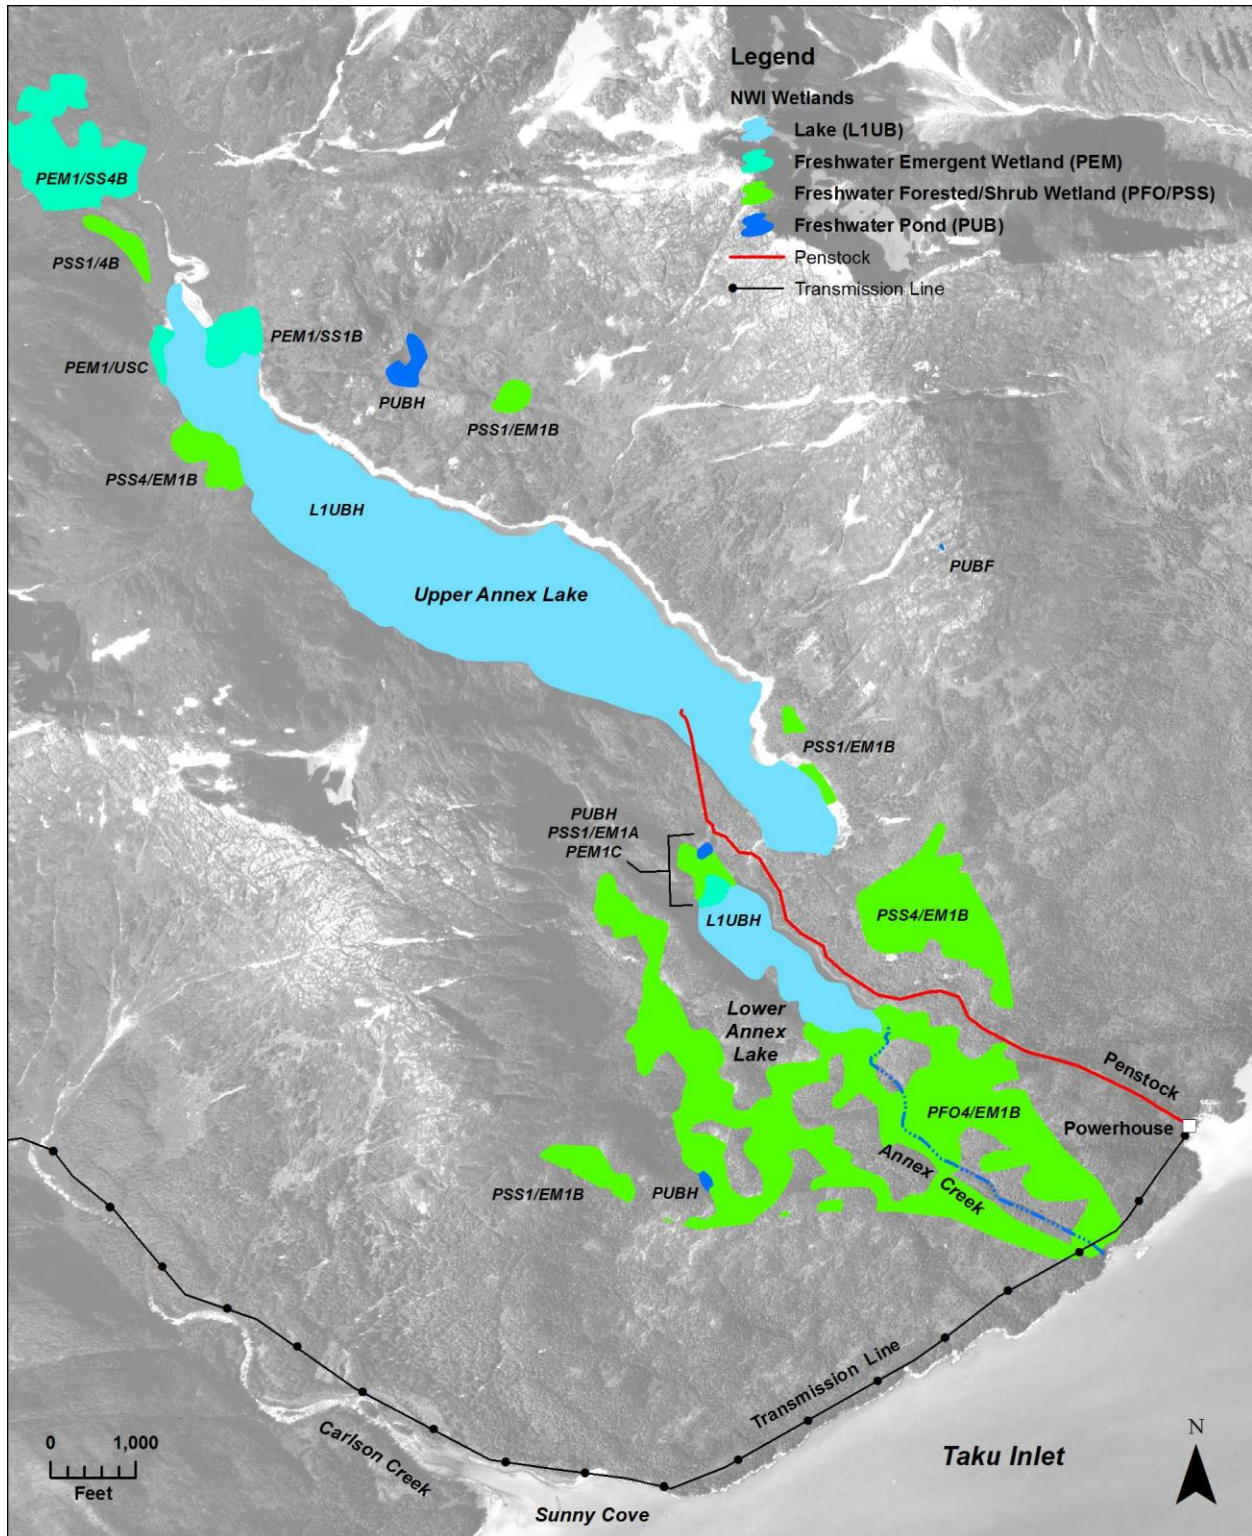 Legend
NWI Wetlands
Lake (L1UB)
Freshwater Emergent Wetland (PEM)
Freshwater Forested/Shrub Wetland (PFO/PSS)
Freshwater Pond (PUB)
Penstock
Transmission Line
PEM1/SS4B
PSS1/4B
PEM1/SS1B
PEM1/USC
PUBH
PSS1/EM1B
PSS4/EM1B
L1UBH
PUBF
Upper Annex Lake
PSS1/EM1B
PUBH
PSS1/EM1A
PEM1C
L1UBH
PSS4/EM1B
Lower
Annex
Lake
Penstock
PFO4/EM1B
Powerhouse
Annex Creek
PSS1/EM1B
PUBH
Transmission Line
Carlson Creek
Sunny Cove
Taku Inlet
N
0 1,000
Feet